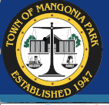 TOWN OF MANGONIA PARK
ESTABLISHED 1947